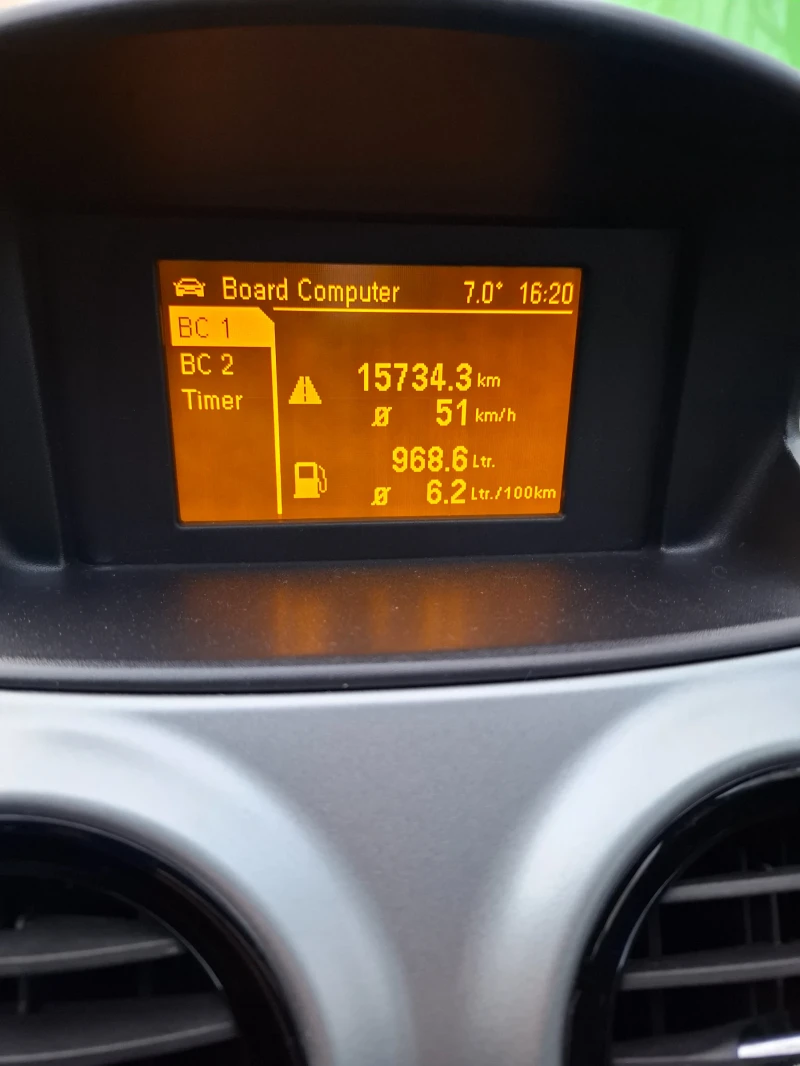 Board Computer 7.0° 16:20
BC 1
BC 2
Timer
15734.3 km
Ø 51 km/h
968.6 Ltr.
Ø 6.2 Ltr./100km